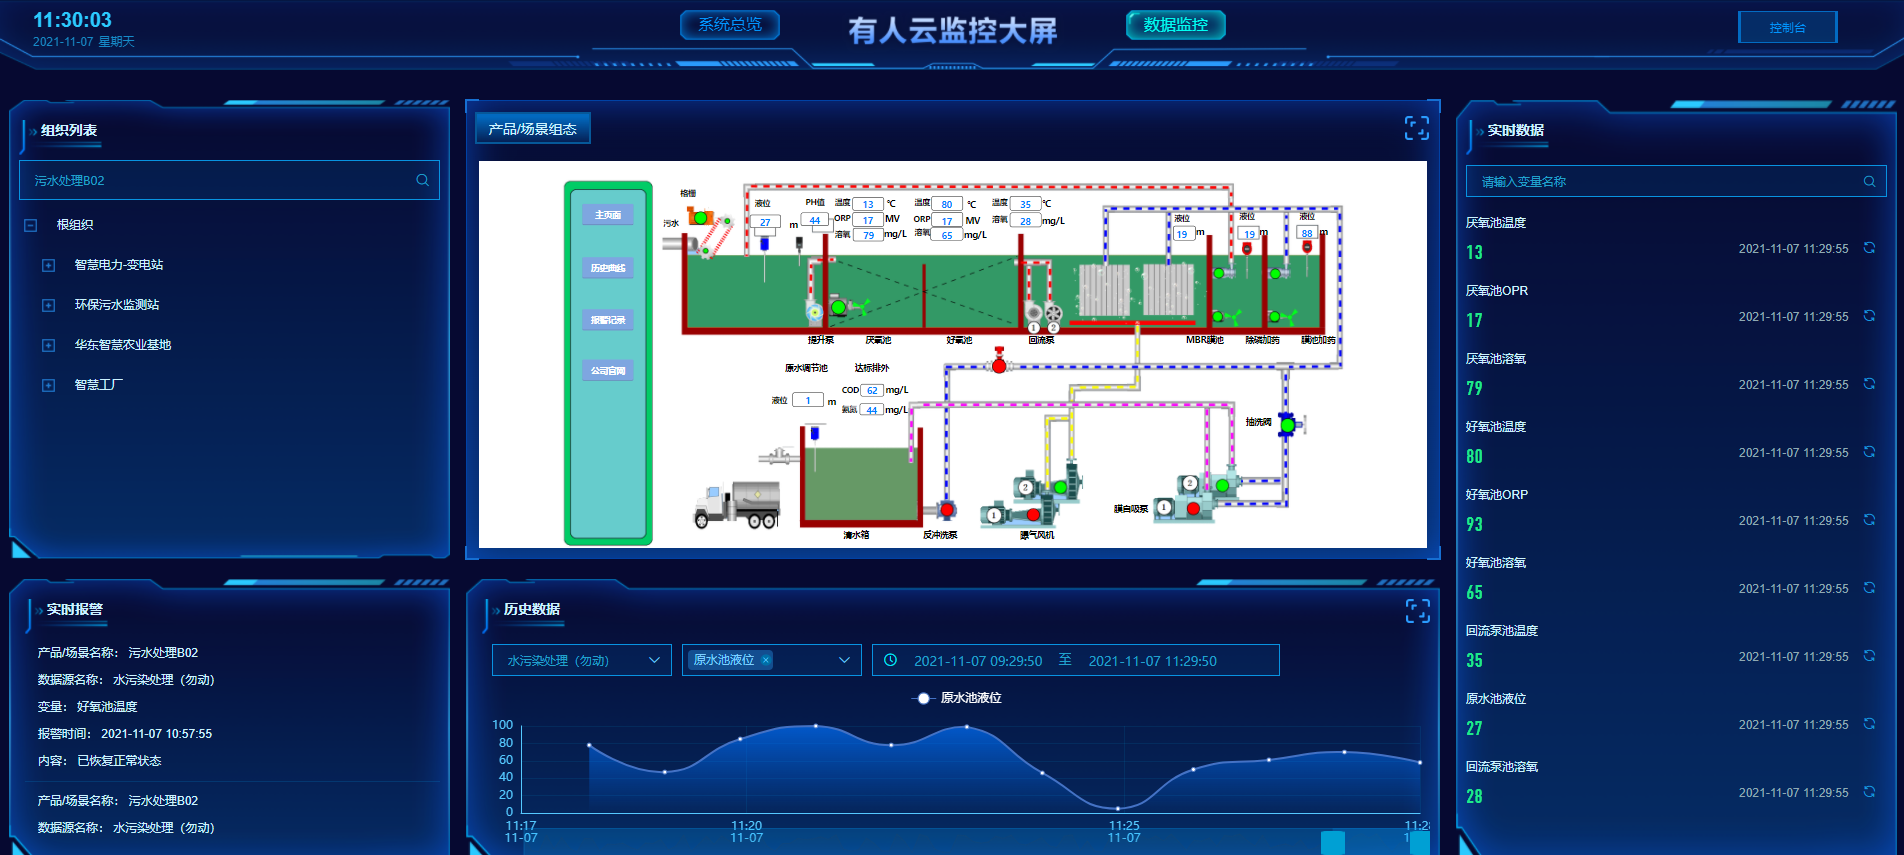 11:30:03
2021-11-07 星期天
系统总览
有人云监控大屏
数据监控
控制台
组织列表
污水处理B02
根组织
智慧电力-变电站
环保污水监测站
华东智慧农业基地
智慧工厂
产品/场景组态
主页面
历史曲线
报警记录
公司官网
格栅
污水
液位
27 m
PH值
44
温度 13 ℃
ORP 17 MV
溶氧 79 mg/L
温度 80 ℃
ORP 17 MV
溶氧 65 mg/L
温度 35 ℃
溶氧 28 mg/L
液位
19 m
液位
19 m
液位
88 m
1 2
提升泵 厌氧池 好氧池 回流泵 MBR膜池 除磷加药 膜池加药
原水调节池 达标排外
液位 1 m
COD 62 mg/L
氨氮 44 mg/L
抽洗阀
2
1
2
1
膜自吸泵
清水箱 反冲洗泵 曝气风机
实时数据
请输入变量名称
厌氧池温度
13 2021-11-07 11:29:55
厌氧池OPR
17 2021-11-07 11:29:55
厌氧池溶氧
79 2021-11-07 11:29:55
好氧池温度
80 2021-11-07 11:29:55
好氧池ORP
93 2021-11-07 11:29:55
好氧池溶氧
65 2021-11-07 11:29:55
回流泵池温度
35 2021-11-07 11:29:55
原水池液位
27 2021-11-07 11:29:55
回流泵池溶氧
28 2021-11-07 11:29:55
实时报警
产品/场景名称： 污水处理B02
数据源名称： 水污染处理（勿动）
变量： 好氧池温度
报警时间： 2021-11-07 10:57:55
内容： 已恢复正常状态
产品/场景名称： 污水处理B02
数据源名称： 水污染处理（勿动）
历史数据
水污染处理（勿动） 原水池液位 2021-11-07 09:29:50 至 2021-11-07 11:29:50
原水池液位
100
80
60
40
20
0
11:17 11:20 11:25 11:2
11-07 11-07 11-07 11-07